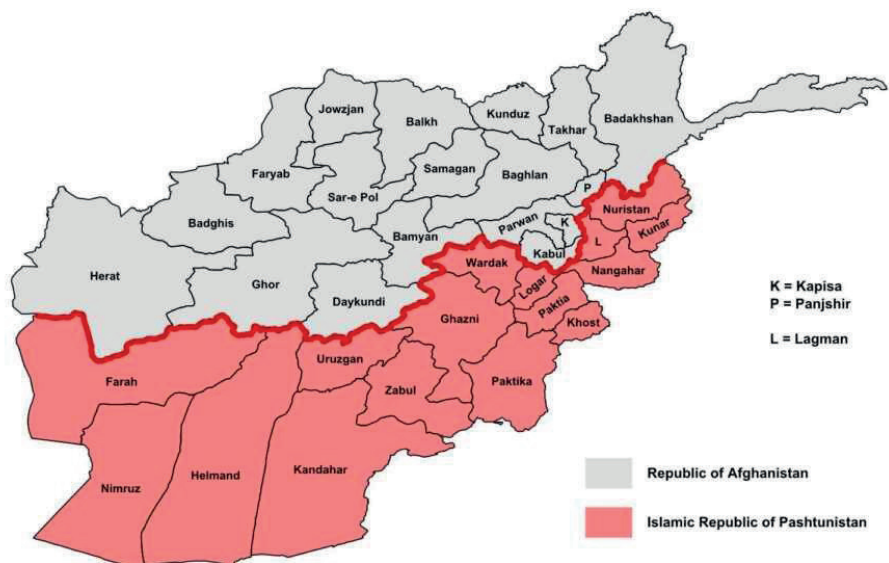 Jowzjan
Balkh
Kunduz
Takhar
Badakhshan
Faryab
Sar-e Pol
Samagan
Baghlan
P
Badghis
Bamyan
Parwan
K
Kabul
Nuristan
Kunar
L
Nangahar
Herat
Ghor
Daykundi
Wardak
Logar
Paktia
Khost
Ghazni
Uruzgan
Farah
Zabul
Paktika
Nimruz
Helmand
Kandahar
K = Kapisa
P = Panjshir
L = Lagman
Republic of Afghanistan
Islamic Republic of Pashtunistan